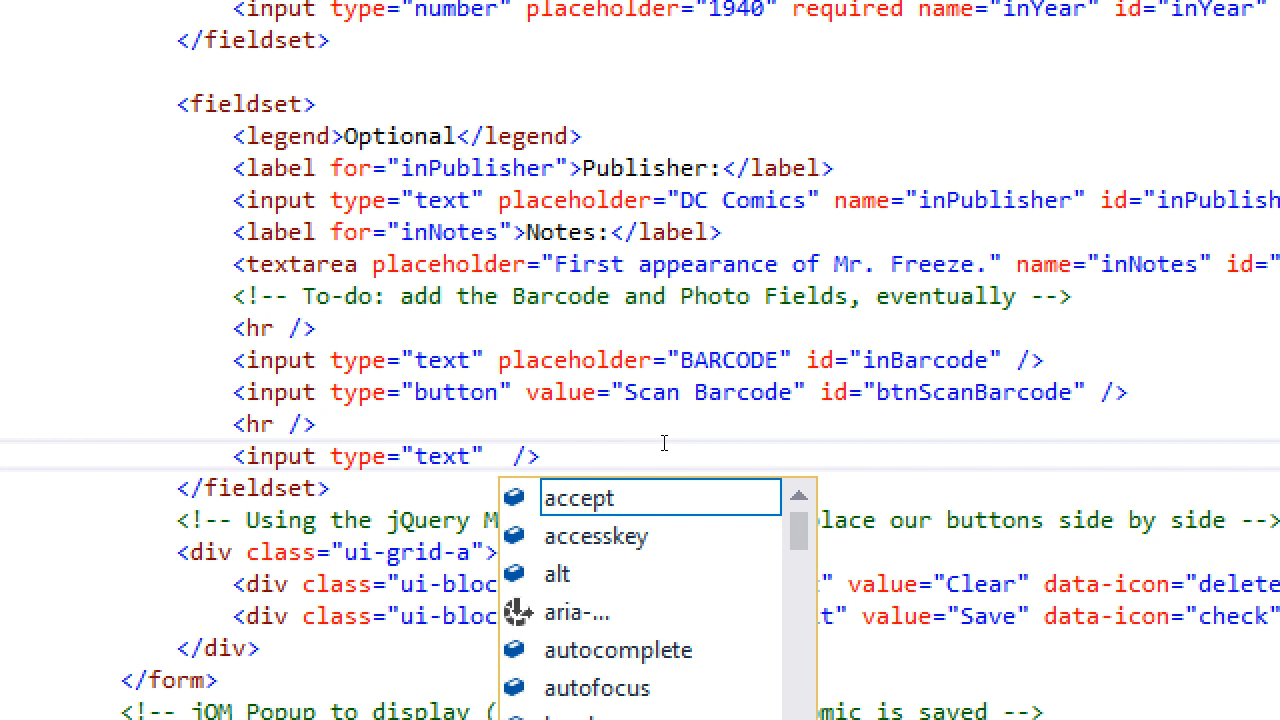 <input type="number" placeholder="1940" required name="inYear" id="inYear"
</fieldset>
<fieldset>
<legend>Optional</legend>
<label for="inPublisher">Publisher:</label>
<input type="text" placeholder="DC Comics" name="inPublisher" id="inPublish
<label for="inNotes">Notes:</label>
<textarea placeholder="First appearance of Mr. Freeze." name="inNotes" id="
<!-- To-do: add the Barcode and Photo Fields, eventually -->
<hr />
<input type="text" placeholder="BARCODE" id="inBarcode" />
<input type="button" value="Scan Barcode" id="btnScanBarcode" />
<hr />
<input type="text"  />
</fieldset>
accept
<!-- Using the jQuery M lace our buttons side by side -->
accesskey
<div class="ui-grid-a">
alt
<div class="ui-bloc " value="Clear" data-icon="delete
aria-...
<div class="ui-bloc t" value="Save" data-icon="check"
autocomplete
</div>
autofocus
</form>
<!-- jQM Popup to display ( mic is saved -->